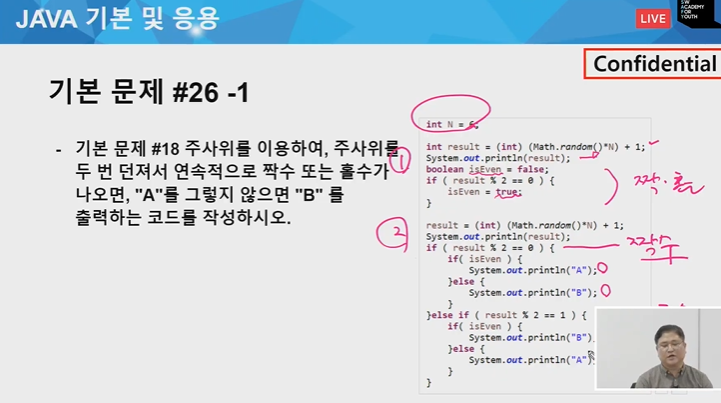 JAVA 기본 및 응용
LIVE
SW
ACADEMY
FOR
YOUTH
Confidential
기본 문제 #26 -1
- 기본 문제 #18 주사위를 이용하여, 주사위를
두 번 던져서 연속적으로 짝수 또는 홀수가
나오면, "A"를 그렇지 않으면 "B" 를
출력하는 코드를 작성하시오.
int N = 6;
1
int result = (int) (Math.random()*N) + 1;
System.out.println(result);
boolean isEven = false;
if ( result % 2 == 0 ) {
isEven = true;
}
짝·홀
2
result = (int) (Math.random()*N) + 1;
System.out.println(result);
if ( result % 2 == 0 ) {
짝수
if( isEven ) {
System.out.println("A");
}else {
System.out.println("B");
}
}else if ( result % 2 == 1 ) {
if( isEven ) {
System.out.println("B")
}else {
System.out.println("A")
}
}